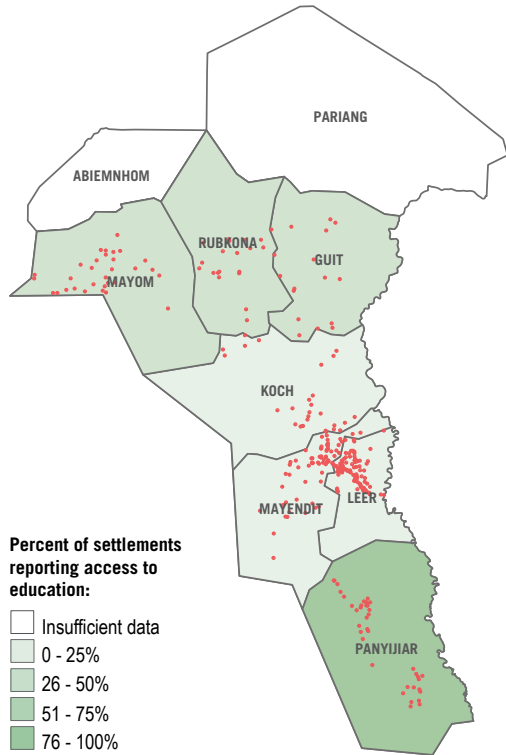 PARIANG
ABIEMNHOM
RUBKONA
GUIT
MAYOM
KOCH
MAYENDIT
LEER
PANYIJIAR
Percent of settlements
reporting access to
education:
Insufficient data
0 - 25%
26 - 50%
51 - 75%
76 - 100%